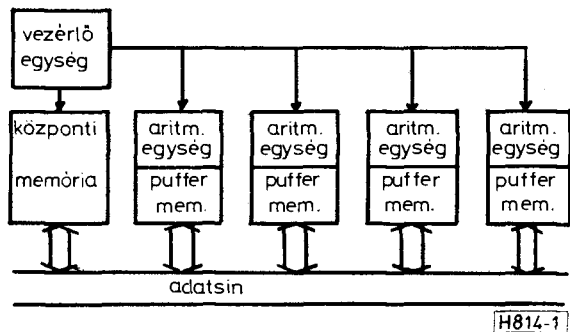 vezérlő
egység
központi
memória
aritm.
egység
puffer
mem.
aritm.
egység
puffer
mem.
aritm.
egység
puffer
mem.
aritm.
egység
puffer
mem.
adatsin
H814-1